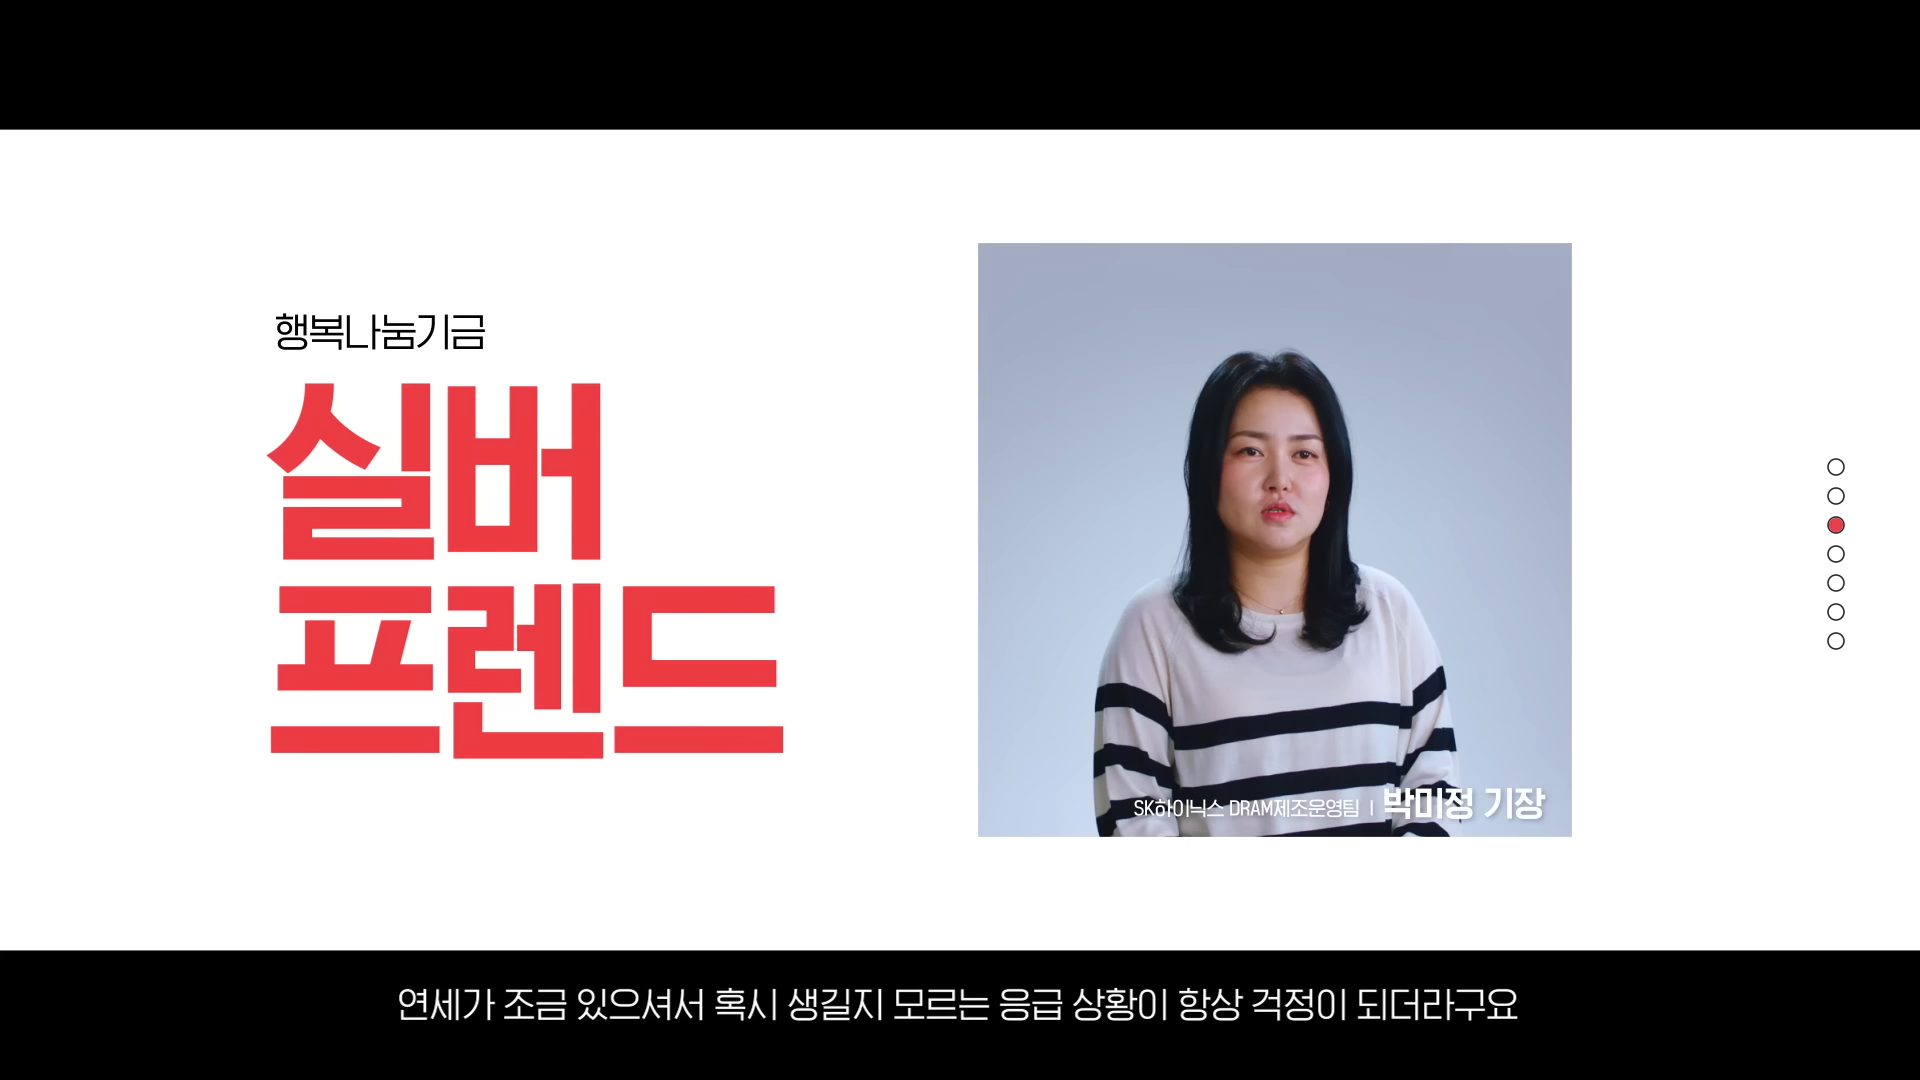 행복나눔기금
실버
프렌드
SK하이닉스 DRAM제조운영팀 | 박미정 기장
연세가 조금 있으셔서 혹시 생길지 모르는 응급 상황이 항상 걱정이 되더라구요